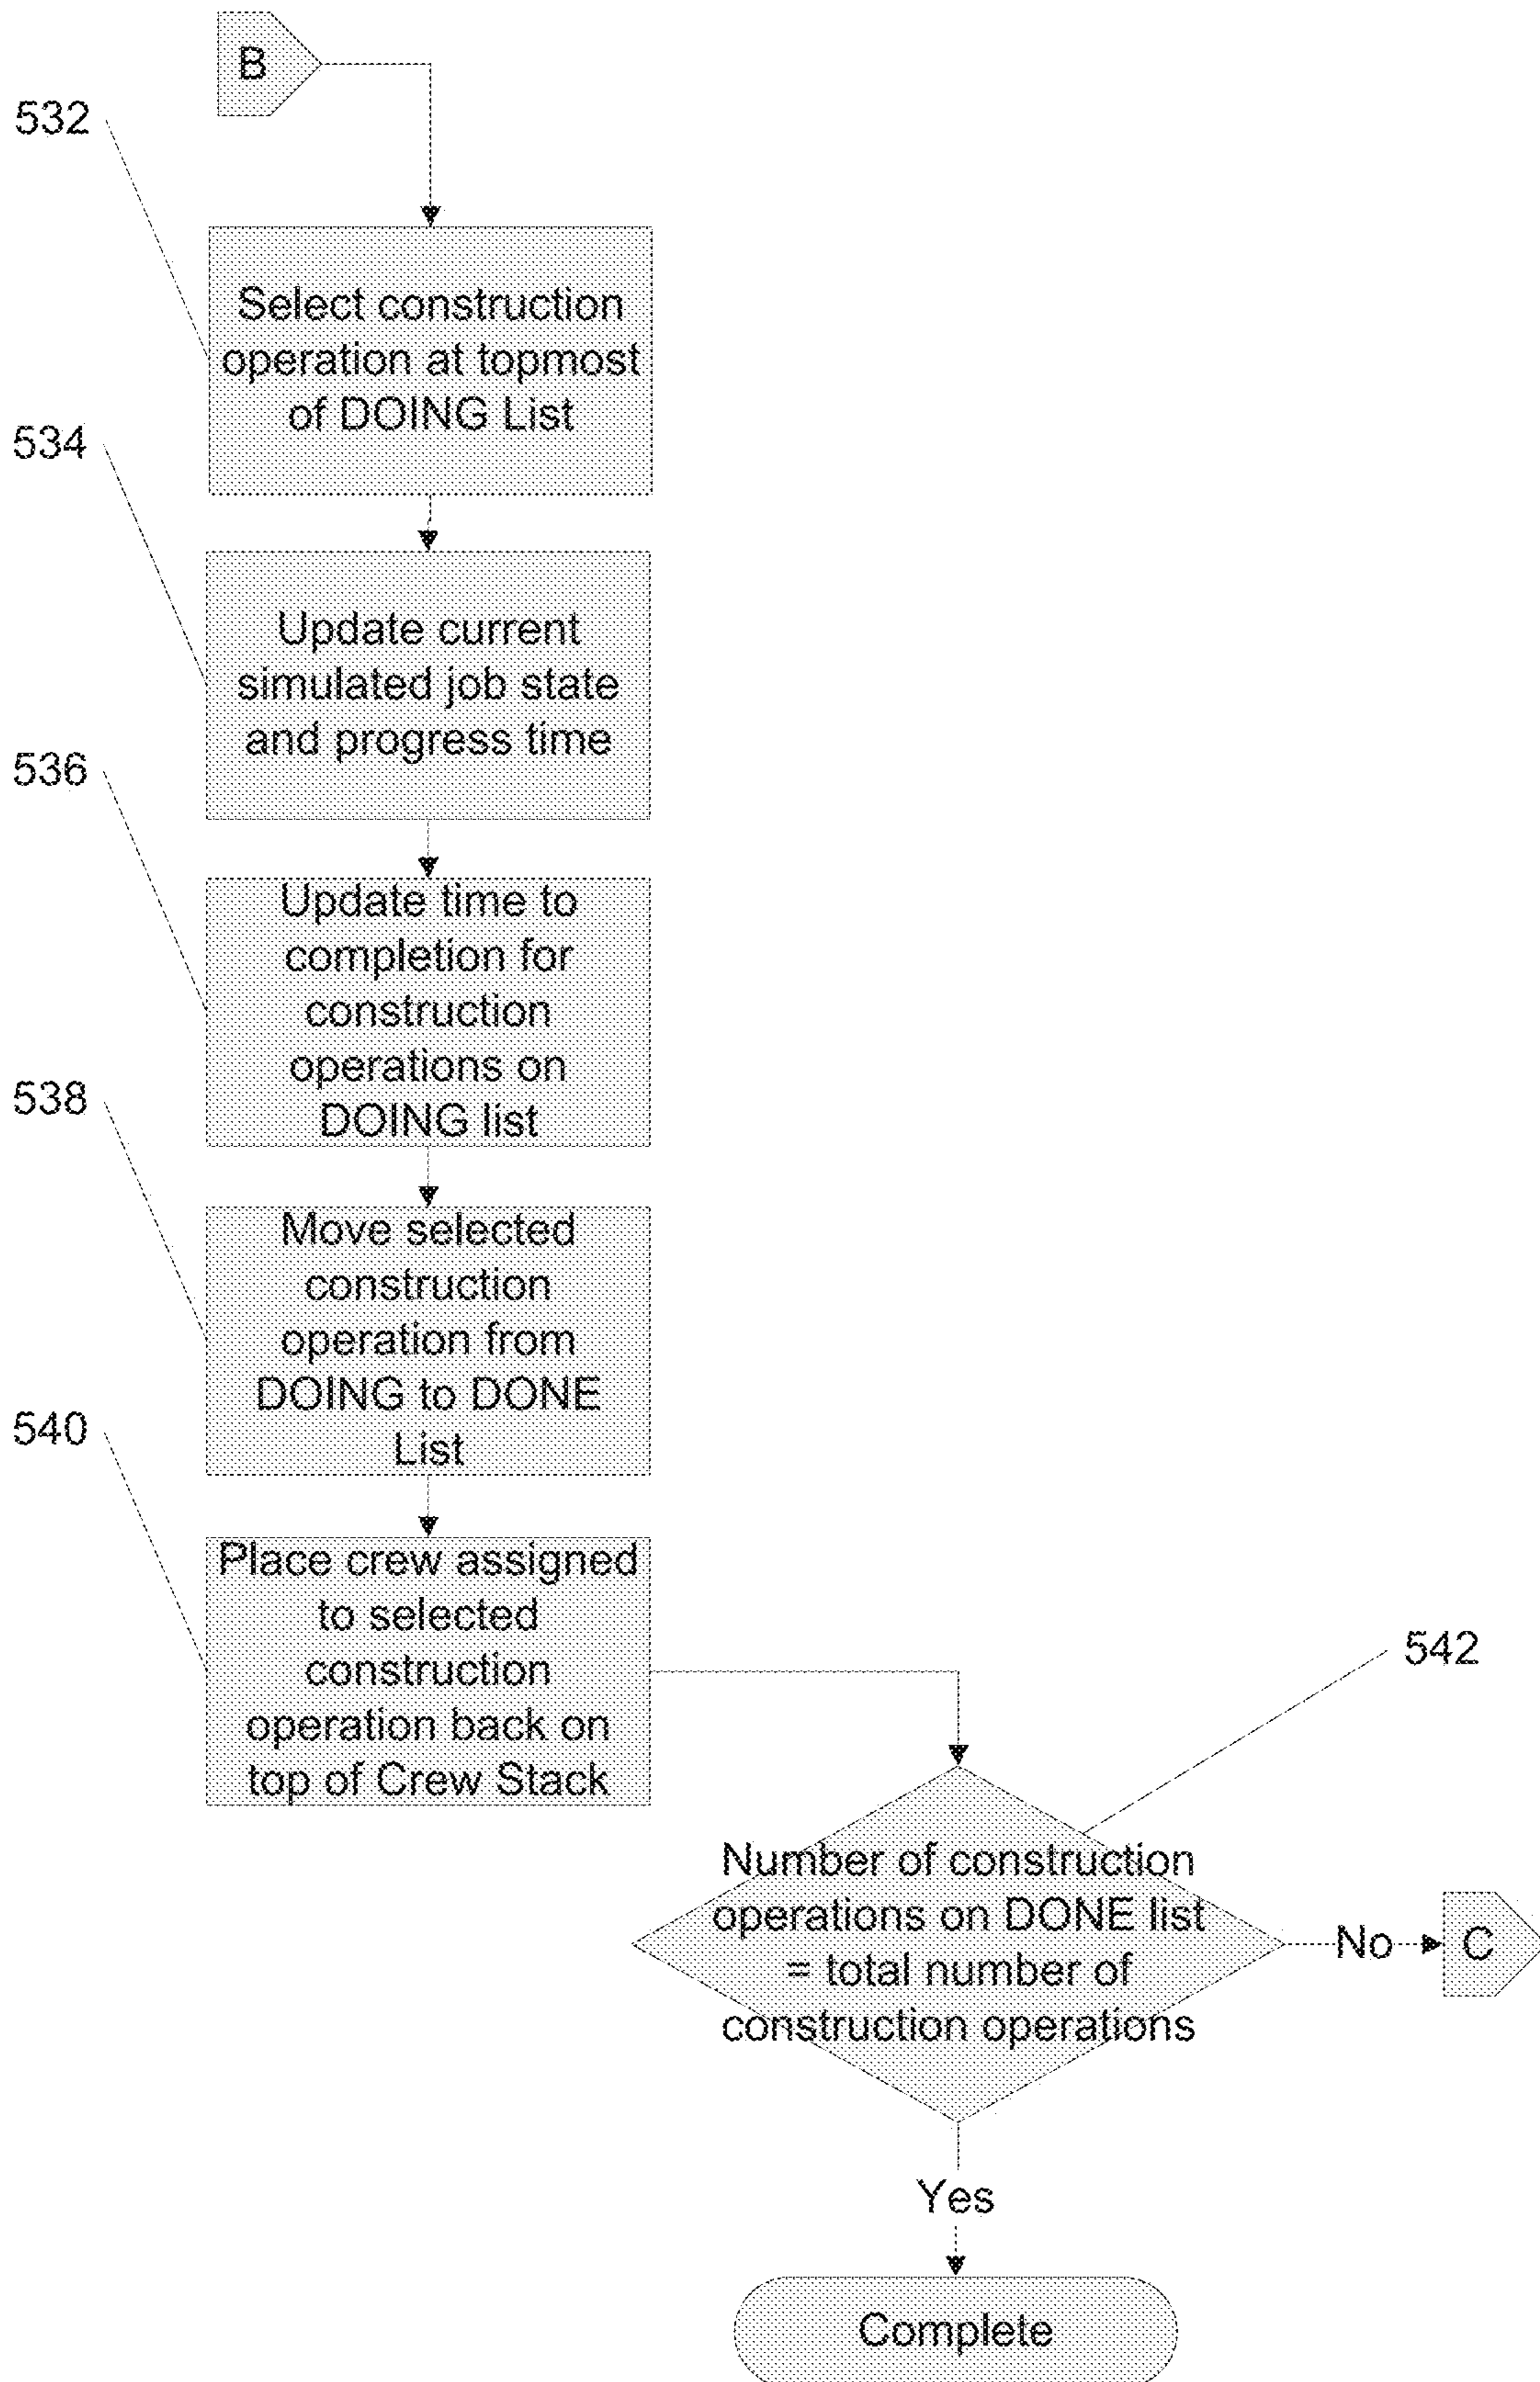 B
532
Select construction
operation at topmost
of DOING List
534
Update current
simulated job state
and progress time
536
Update time to
completion for
construction
operations on
DOING list
538
Move selected
construction
operation from
DOING to DONE
List
540
Place crew assigned
to selected
construction
operation back on
top of Crew Stack
542
Number of construction
operations on DONE list
= total number of
construction operations
No
C
Yes
Complete